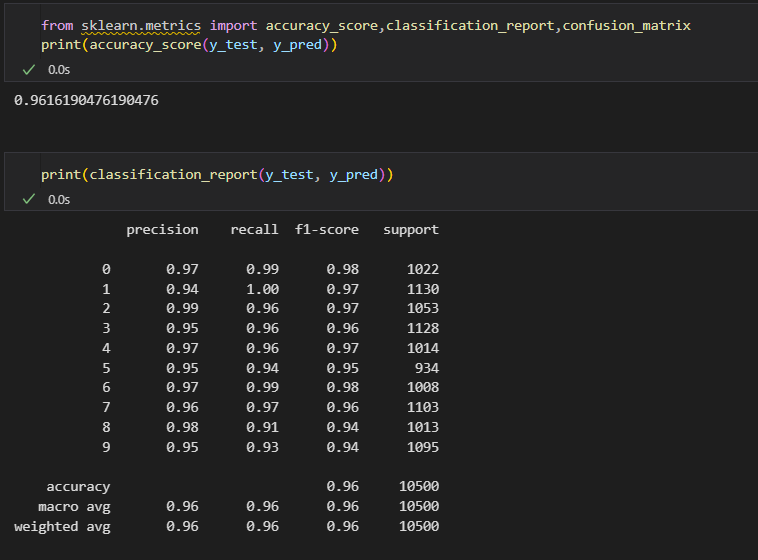 from sklearn.metrics import accuracy_score,classification_report,confusion_matrix
print(accuracy_score(y_test, y_pred))
0.0s
0.9616190476190476
print(classification_report(y_test, y_pred))
0.0s
precision recall f1-score support
0 0.97 0.99 0.98 1022
1 0.94 1.00 0.97 1130
2 0.99 0.96 0.97 1053
3 0.95 0.96 0.96 1128
4 0.97 0.96 0.97 1014
5 0.95 0.94 0.95 934
6 0.97 0.99 0.98 1008
7 0.96 0.97 0.96 1103
8 0.98 0.91 0.94 1013
9 0.95 0.93 0.94 1095
accuracy 0.96 10500
macro avg 0.96 0.96 0.96 10500
weighted avg 0.96 0.96 0.96 10500